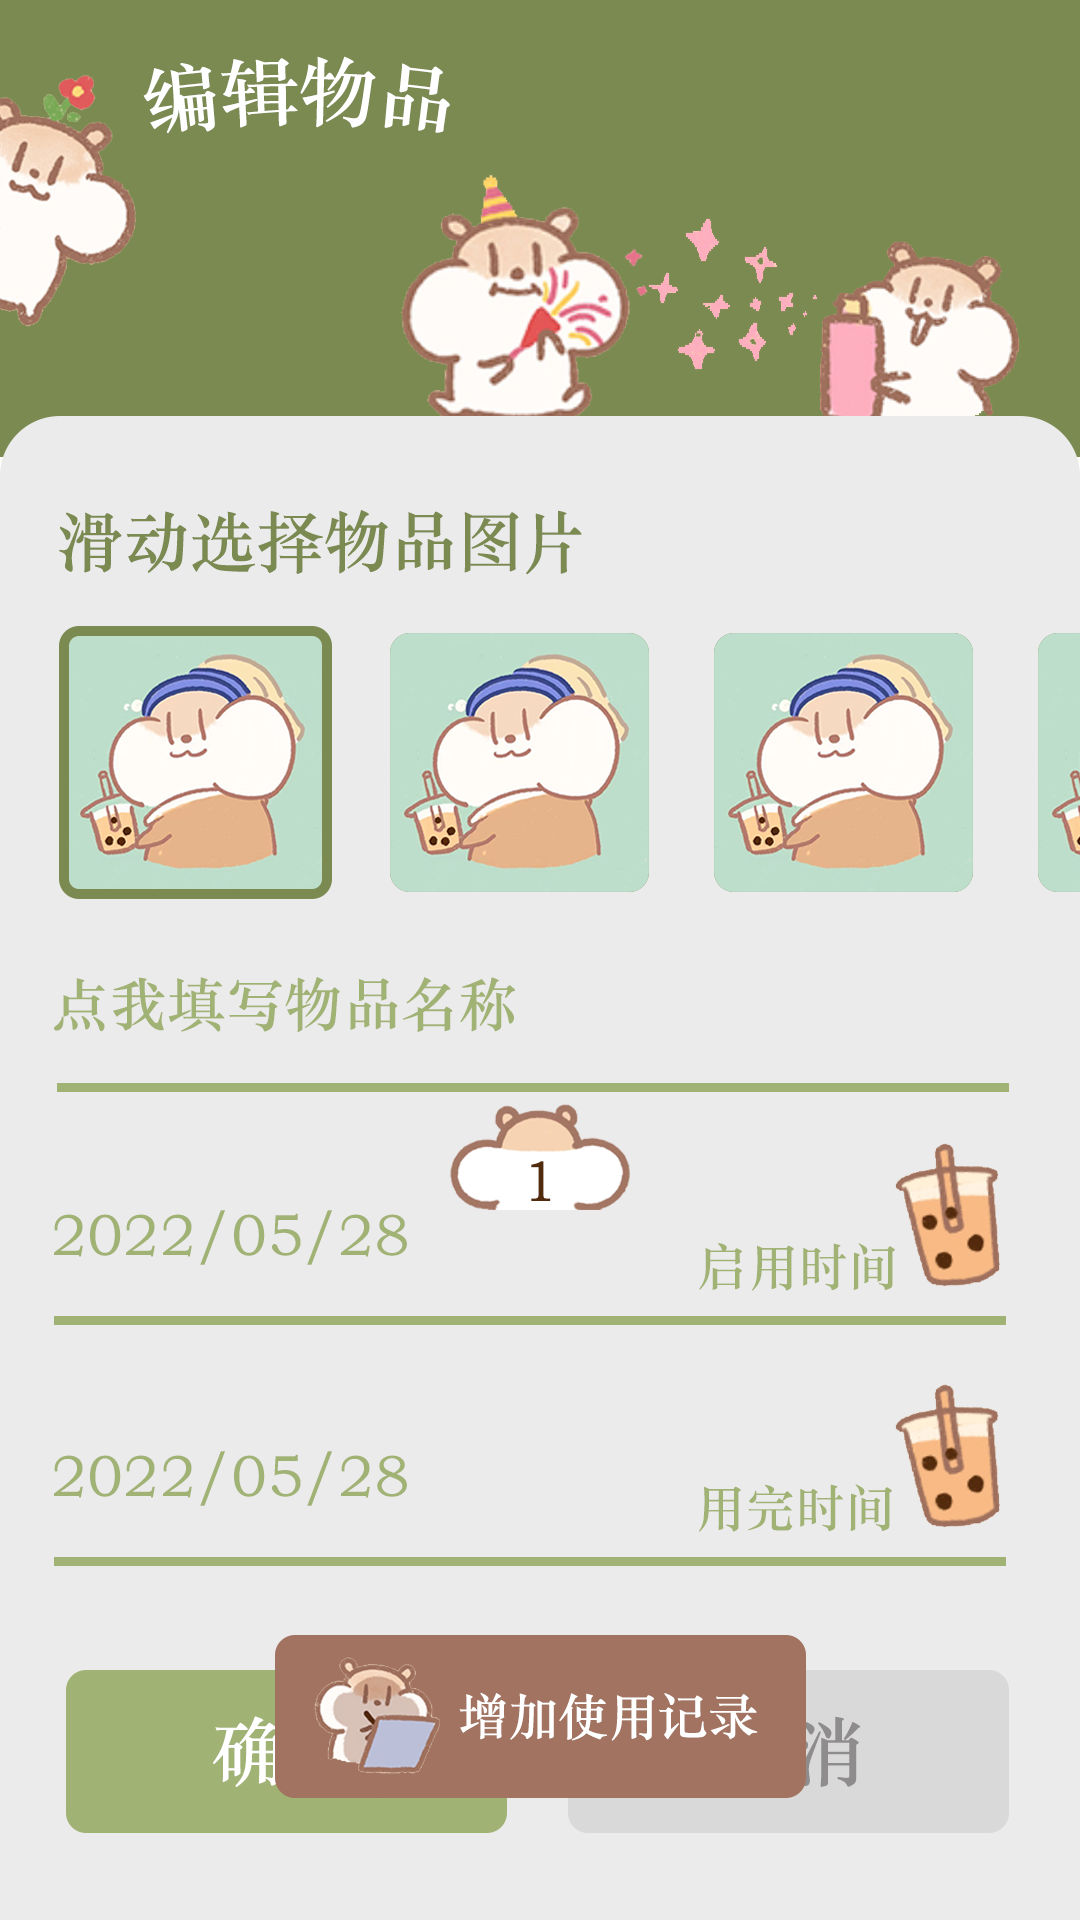 编辑物品
滑动选择物品图片
点我填写物品名称
1
2022/05/28
启用时间
2022/05/28
用完时间
确
增加使用记录
消